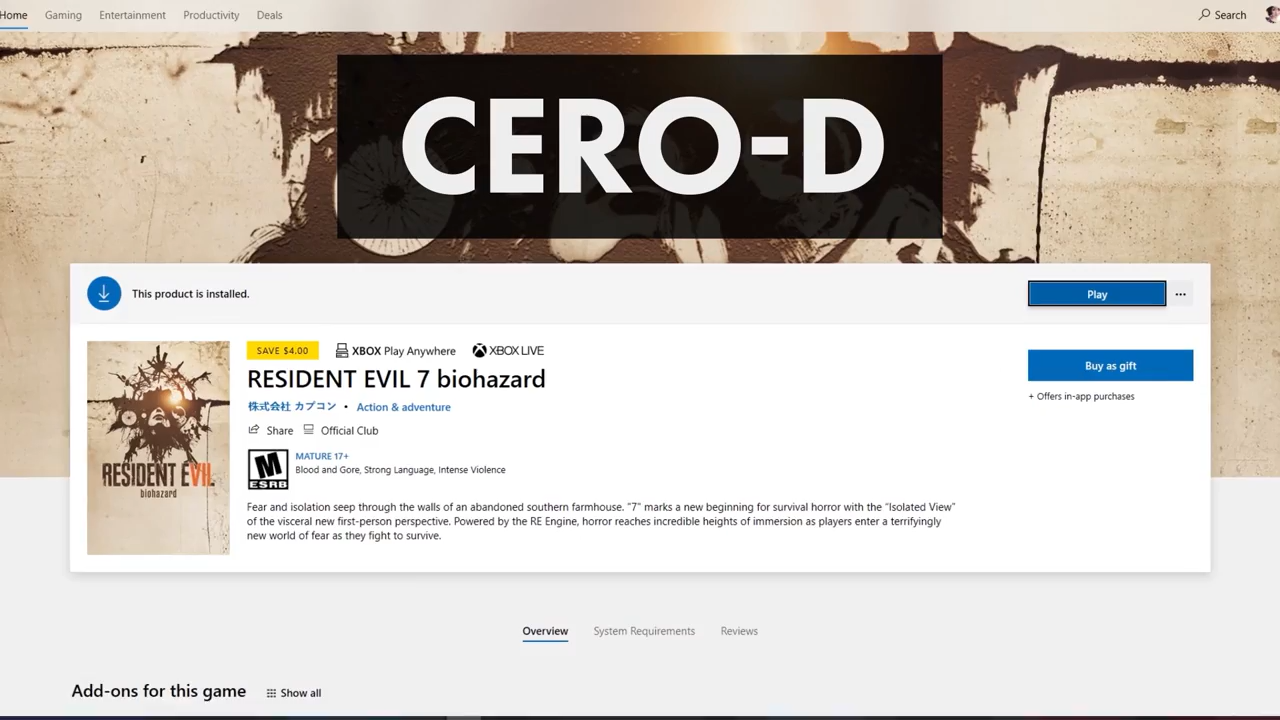 Home Gaming Entertainment Productivity Deals Search
CERO-D
This product is installed.
Play
SAVE $4.00 XBOX Play Anywhere XBOX LIVE
RESIDENT EVIL 7 biohazard
Buy as gift
+ Offers in-app purchases
株式会社 カプコン • Action & adventure
Share Official Club
M
ESRB
MATURE 17+
Blood and Gore, Strong Language, Intense Violence
RESIDENT EVIL
biohazard
Fear and isolation seep through the walls of an abandoned southern farmhouse. "7" marks a new beginning for survival horror with the “Isolated View”
of the visceral new first-person perspective. Powered by the RE Engine, horror reaches incredible heights of immersion as players enter a terrifyingly
new world of fear as they fight to survive.
Overview System Requirements Reviews
Add-ons for this game Show all